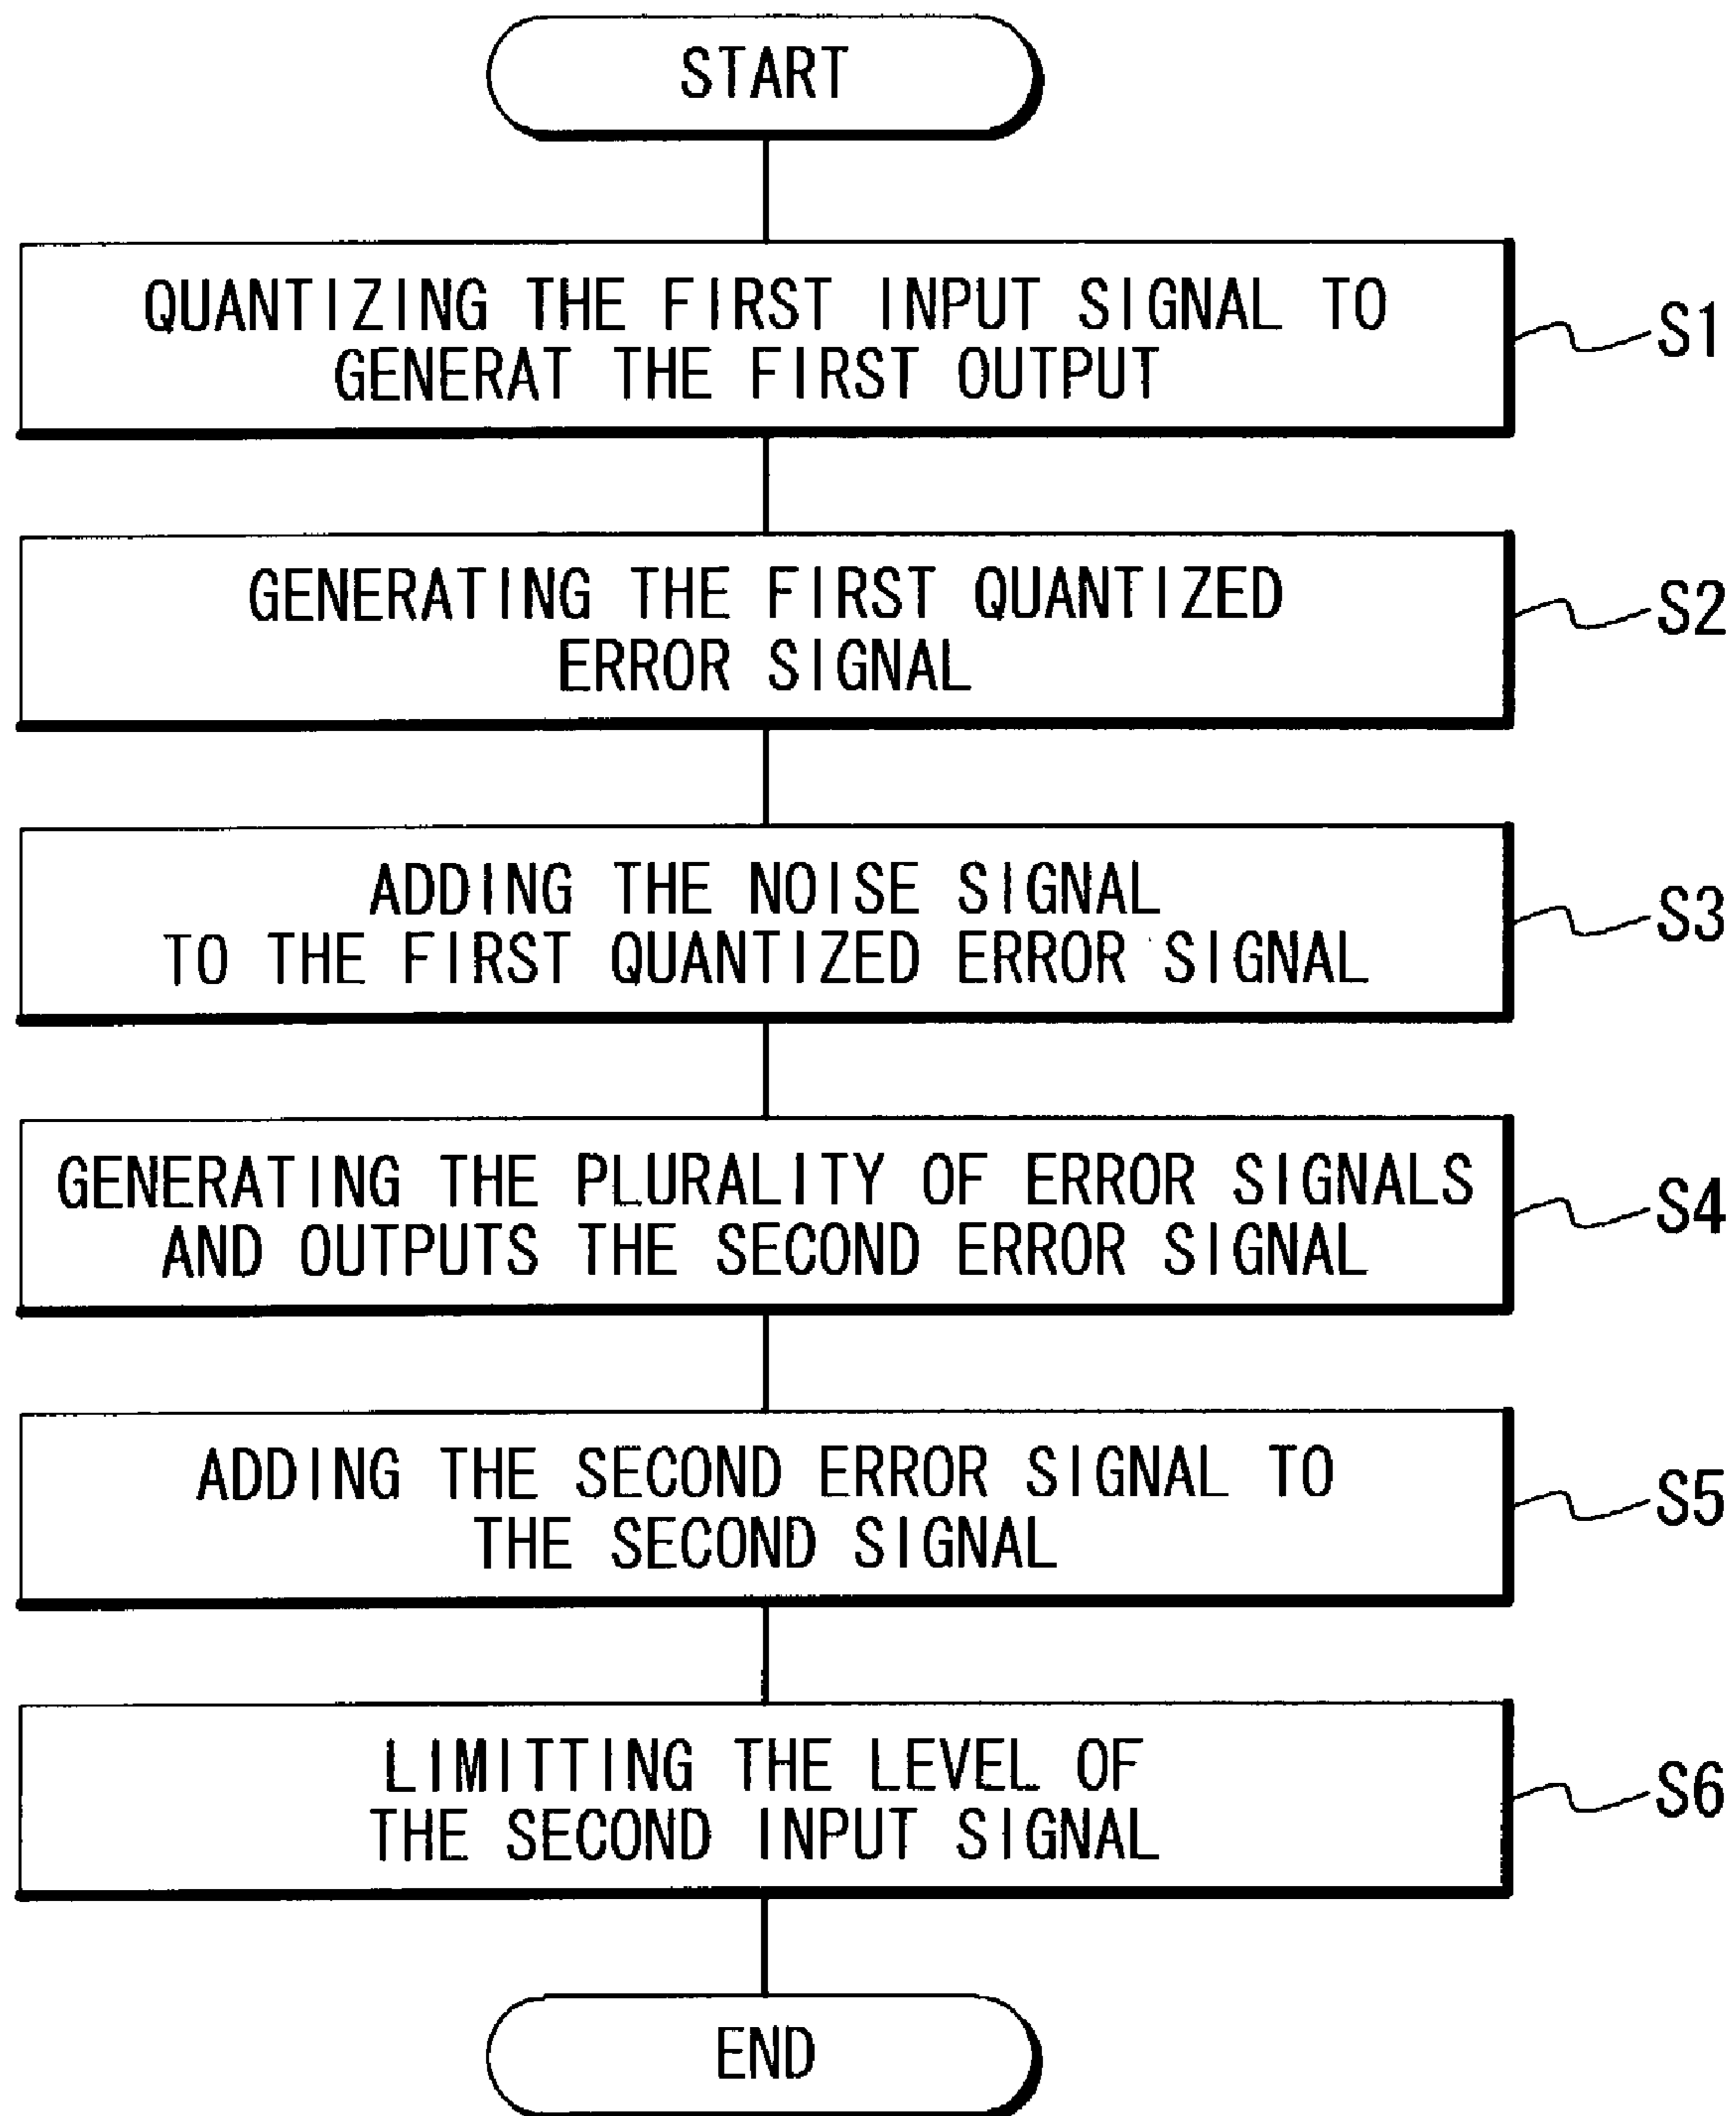 START
QUANTIZING THE FIRST INPUT SIGNAL TO
GENERAT THE FIRST OUTPUT
S1
GENERATING THE FIRST QUANTIZED
ERROR SIGNAL
S2
ADDING THE NOISE SIGNAL
TO THE FIRST QUANTIZED ERROR SIGNAL
S3
GENERATING THE PLURALITY OF ERROR SIGNALS
AND OUTPUTS THE SECOND ERROR SIGNAL
S4
ADDING THE SECOND ERROR SIGNAL TO
THE SECOND SIGNAL
S5
LIMITTING THE LEVEL OF
THE SECOND INPUT SIGNAL
S6
END